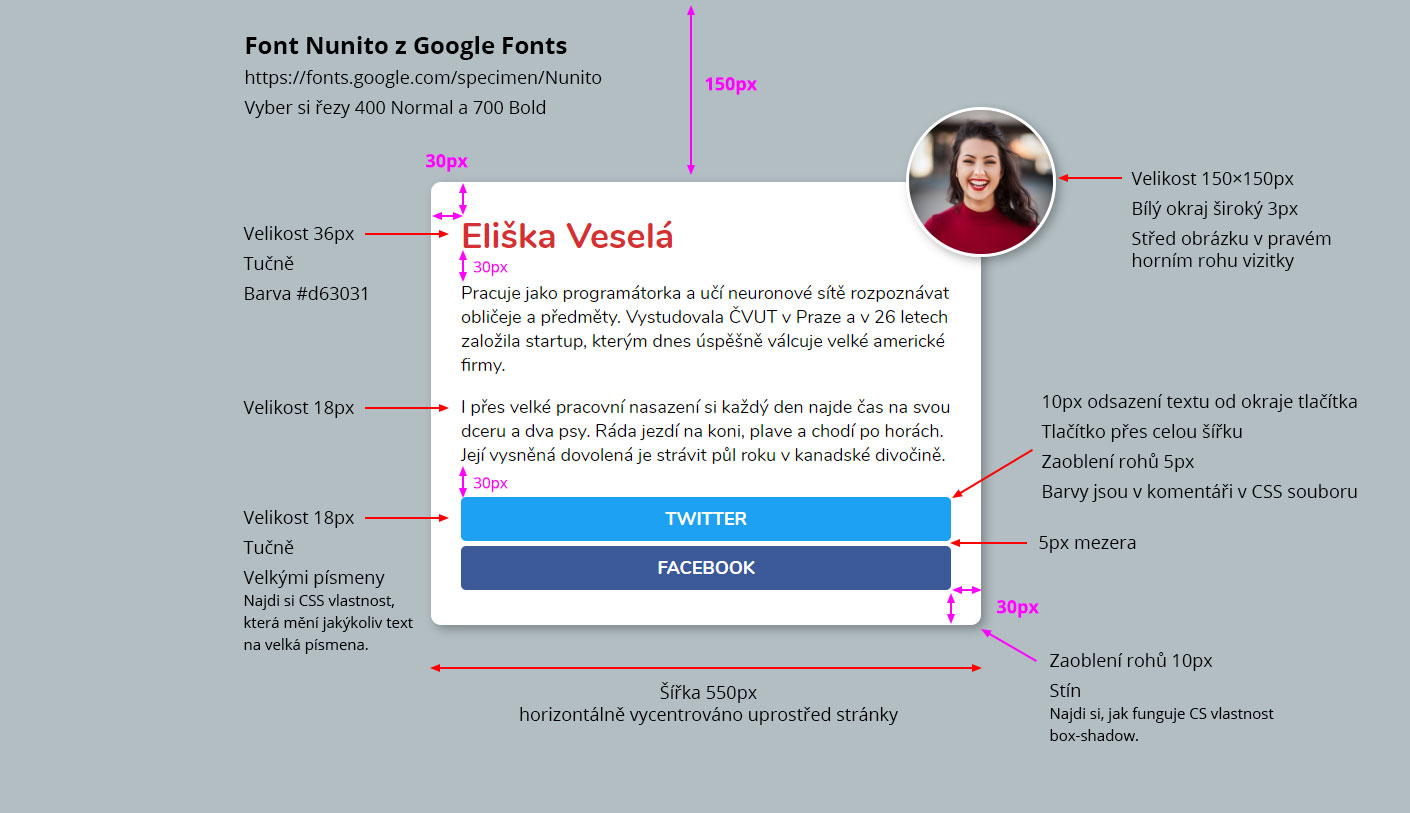 Font Nunito z Google Fonts
https://fonts.google.com/specimen/Nunito
Vyber si řezy 400 Normal a 700 Bold
150px
30px
Velikost 150×150px
Bílý okraj široký 3px
Střed obrázku v pravém
horním rohu vizitky
Velikost 36px
Tučně
Barva #d63031
Eliška Veselá
30px
Pracuje jako programátorka a učí neuronové sítě rozpoznávat
obličeje a předměty. Vystudovala ČVUT v Praze a v 26 letech
založila startup, kterým dnes úspěšně válcuje velké americké
firmy.
Velikost 18px
I přes velké pracovní nasazení si každý den najde čas na svou
dceru a dva psy. Ráda jezdí na koni, plave a chodí po horách.
Její vysněná dovolená je strávit půl roku v kanadské divočině.
30px
10px odsazení textu od okraje tlačítka
Tlačítko přes celou šířku
Zaoblení rohů 5px
Barvy jsou v komentáři v CSS souboru
Velikost 18px
Tučně
Velkými písmeny
Najdi si CSS vlastnost,
která mění jakýkoliv text
na velká písmena.
TWITTER
5px mezera
FACEBOOK
30px
Zaoblení rohů 10px
Stín
Najdi si, jak funguje CS vlastnost
box-shadow.
Šířka 550px
horizontálně vycentrováno uprostřed stránky